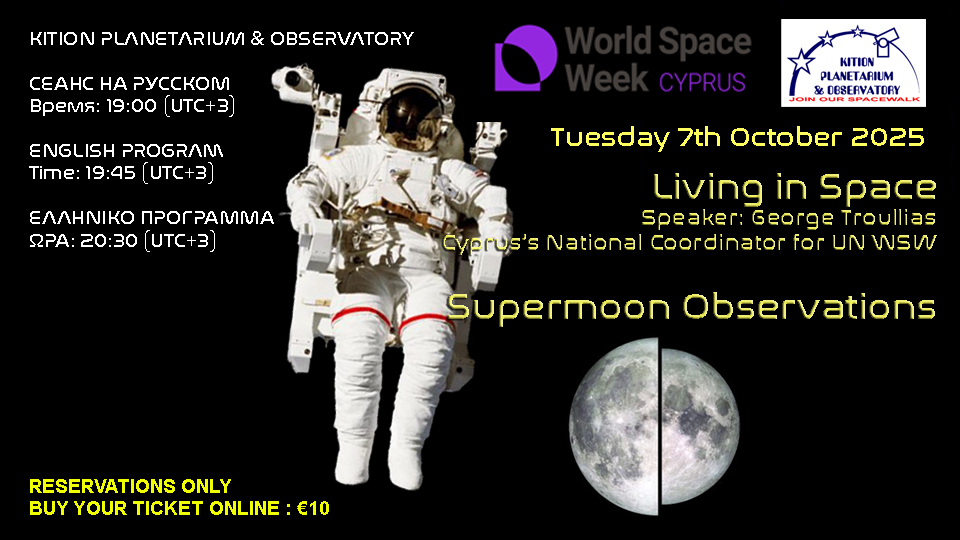 KITION PLANETARIUM & OBSERVATORY
СЕАНС НА РУССКОМ
Время: 19:00 (UTC+3)
ENGLISH PROGRAM
Time: 19:45 (UTC+3)
ΕΛΛΗΝΙΚΟ ΠΡΟΓΡΑΜΜΑ
ΩΡΑ: 20:30 (UTC+3)
World Space
Week CYPRUS
KITION
PLANETARIUM
& OBSERVATORY
JOIN OUR SPACEWALK
Tuesday 7th October 2025
Living in Space
Speaker: George Troullias
Cyprus's National Coordinator for UN WSW
Supermoon Observations
RESERVATIONS ONLY
BUY YOUR TICKET ONLINE : €10